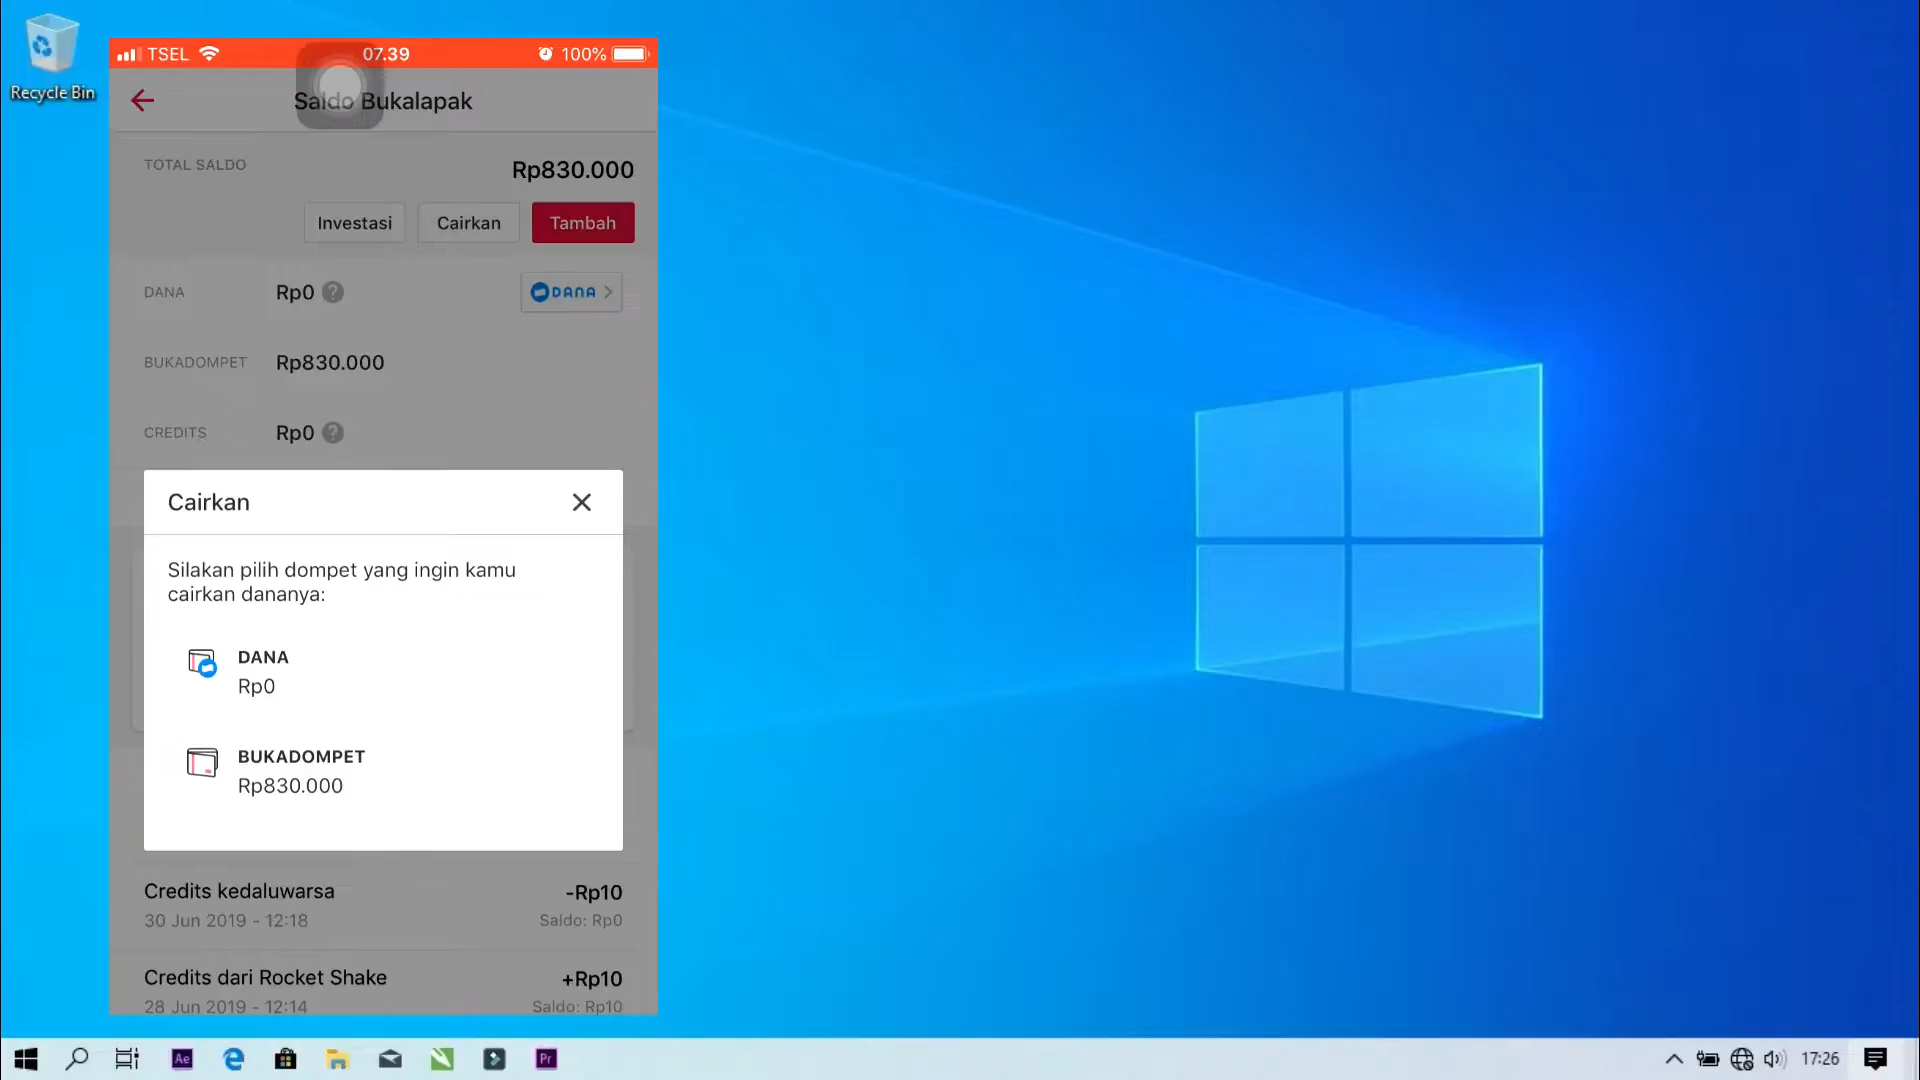 Recycle Bin
TSEL 07.39 100%
Saldo Bukalapak
TOTAL SALDO Rp830.000
Investasi Cairkan Tambah
DANA Rp0 ? DANA
BUKADOMPET Rp830.000
CREDITS Rp0 ?
Cairkan
Silakan pilih dompet yang ingin kamu
cairkan dananya:
DANA
Rp0
BUKADOMPET
Rp830.000
Credits kedaluwarsa -Rp10
30 Jun 2019 - 12:18 Saldo: Rp0
Credits dari Rocket Shake +Rp10
28 Jun 2019 - 12:14 Saldo: Rp10
Ae Pr 17:26